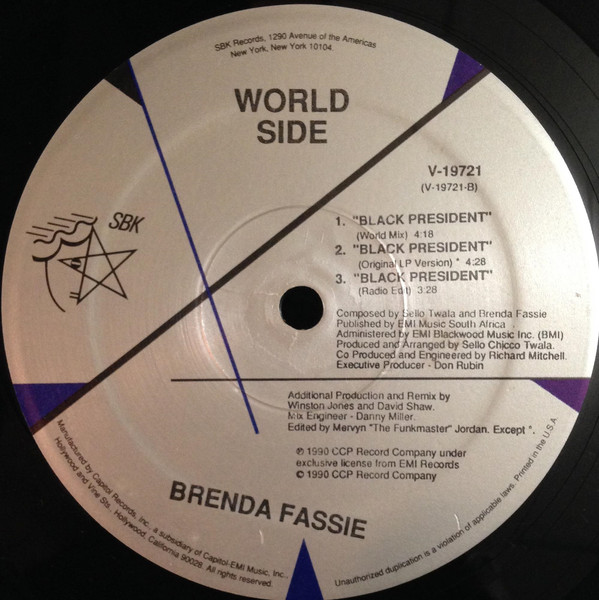 SBK Records, 1290 Avenue of the Americas
New York, New York 10104.
WORLD
SIDE
V-19721
(V-19721-B)
SBK
1. "BLACK PRESIDENT"
(World Mix) 4:18
2. "BLACK PRESIDENT"
(Original LP Version) * 4:28
3. "BLACK PRESIDENT"
(Radio Edit) 3:28
Composed by Sello Twala and Brenda Fassie
Published by EMI Music South Africa
Administered by EMI Blackwood Music Inc. (BMI)
Produced and Arranged by Sello Chicco Twala.
Co Produced and Engineered by Richard Mitchell.
Executive Producer - Don Rubin
Additional Production and Remix by
Winston Jones and David Shaw.
Mix Engineer - Danny Miller.
Edited by Mervyn "The Funkmaster" Jordan. Except *.
℗ 1990 CCP Record Company under
exclusive license from EMI Records
© 1990 CCP Record Company
BRENDA FASSIE
Manufactured by Capitol Records, Inc., a subsidiary of Capitol-EMI Music, Inc.,
Hollywood and Vine Sts., Hollywood, California 90028. All rights reserved.
Unauthorized duplication is a violation of applicable laws. Printed in the U.S.A.